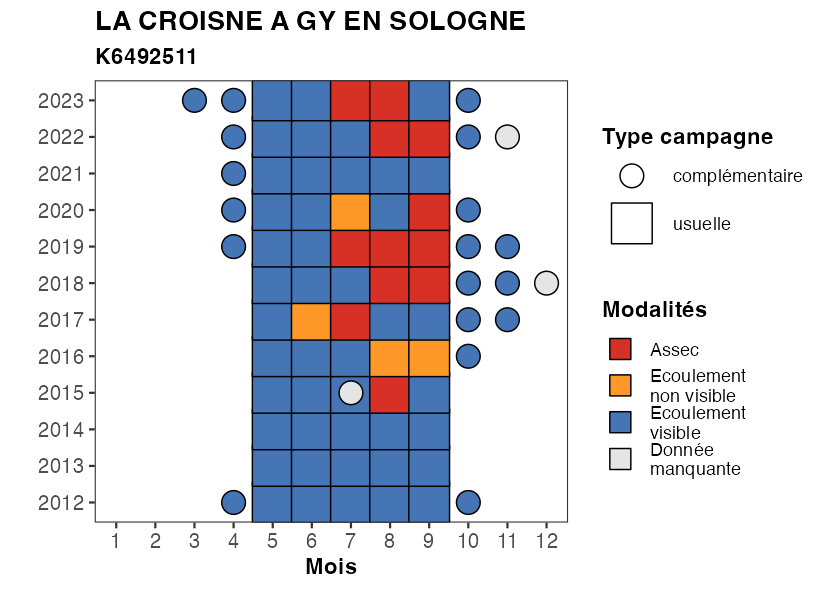 LA CROISNE A GY EN SOLOGNE
K6492511
2023
2022
2021
2020
2019
2018
2017
2016
2015
2014
2013
2012
1 2 3 4 5 6 7 8 9 10 11 12
Mois
Type campagne
complémentaire
usuelle
Modalités
Assec
Ecoulement
non visible
Ecoulement
visible
Donnée
manquante